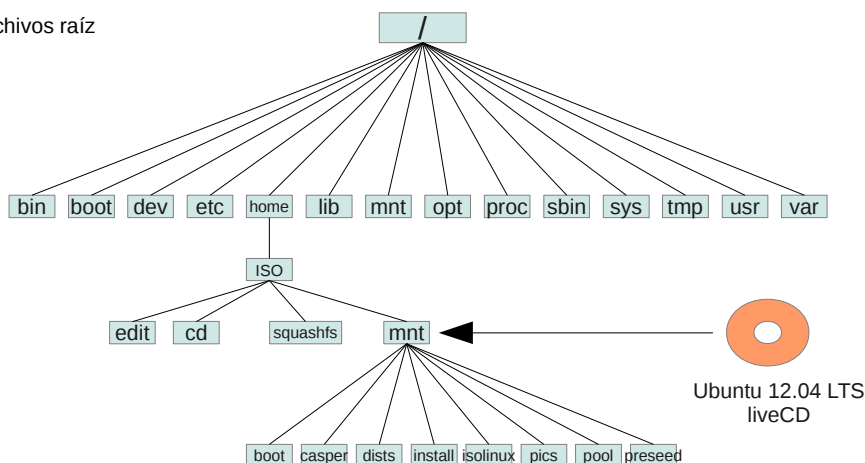 chivos raíz
/
bin boot dev etc home lib mnt opt proc sbin sys tmp usr var
ISO
edit cd squashfs mnt
Ubuntu 12.04 LTS
liveCD
boot casper dists install isolinux pics pool preseed